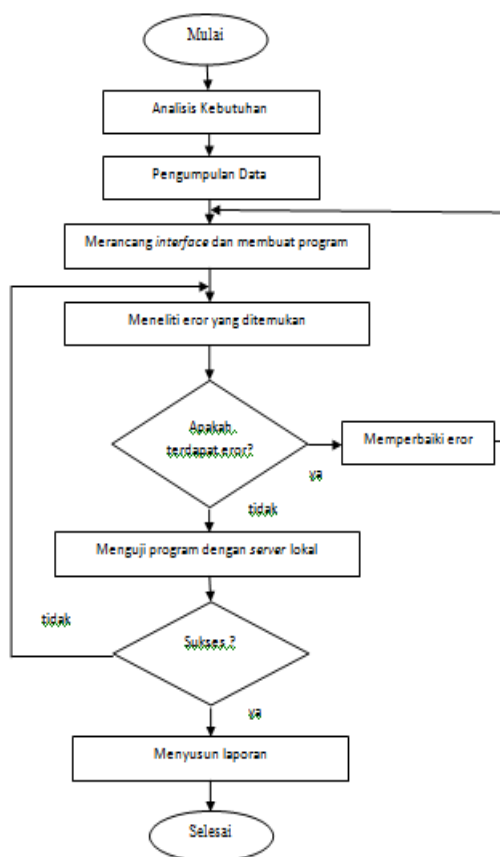 Mulai
Analisis Kebutuhan
Pengumpulan Data
Merancang interface dan membuat program
Meneliti eror yang ditemukan
Apakah
terdapat eror?
Memperbaiki eror
ya
tidak
Menguji program dengan server lokal
tidak
Sukses ?
ya
Menyusun laporan
Selesai